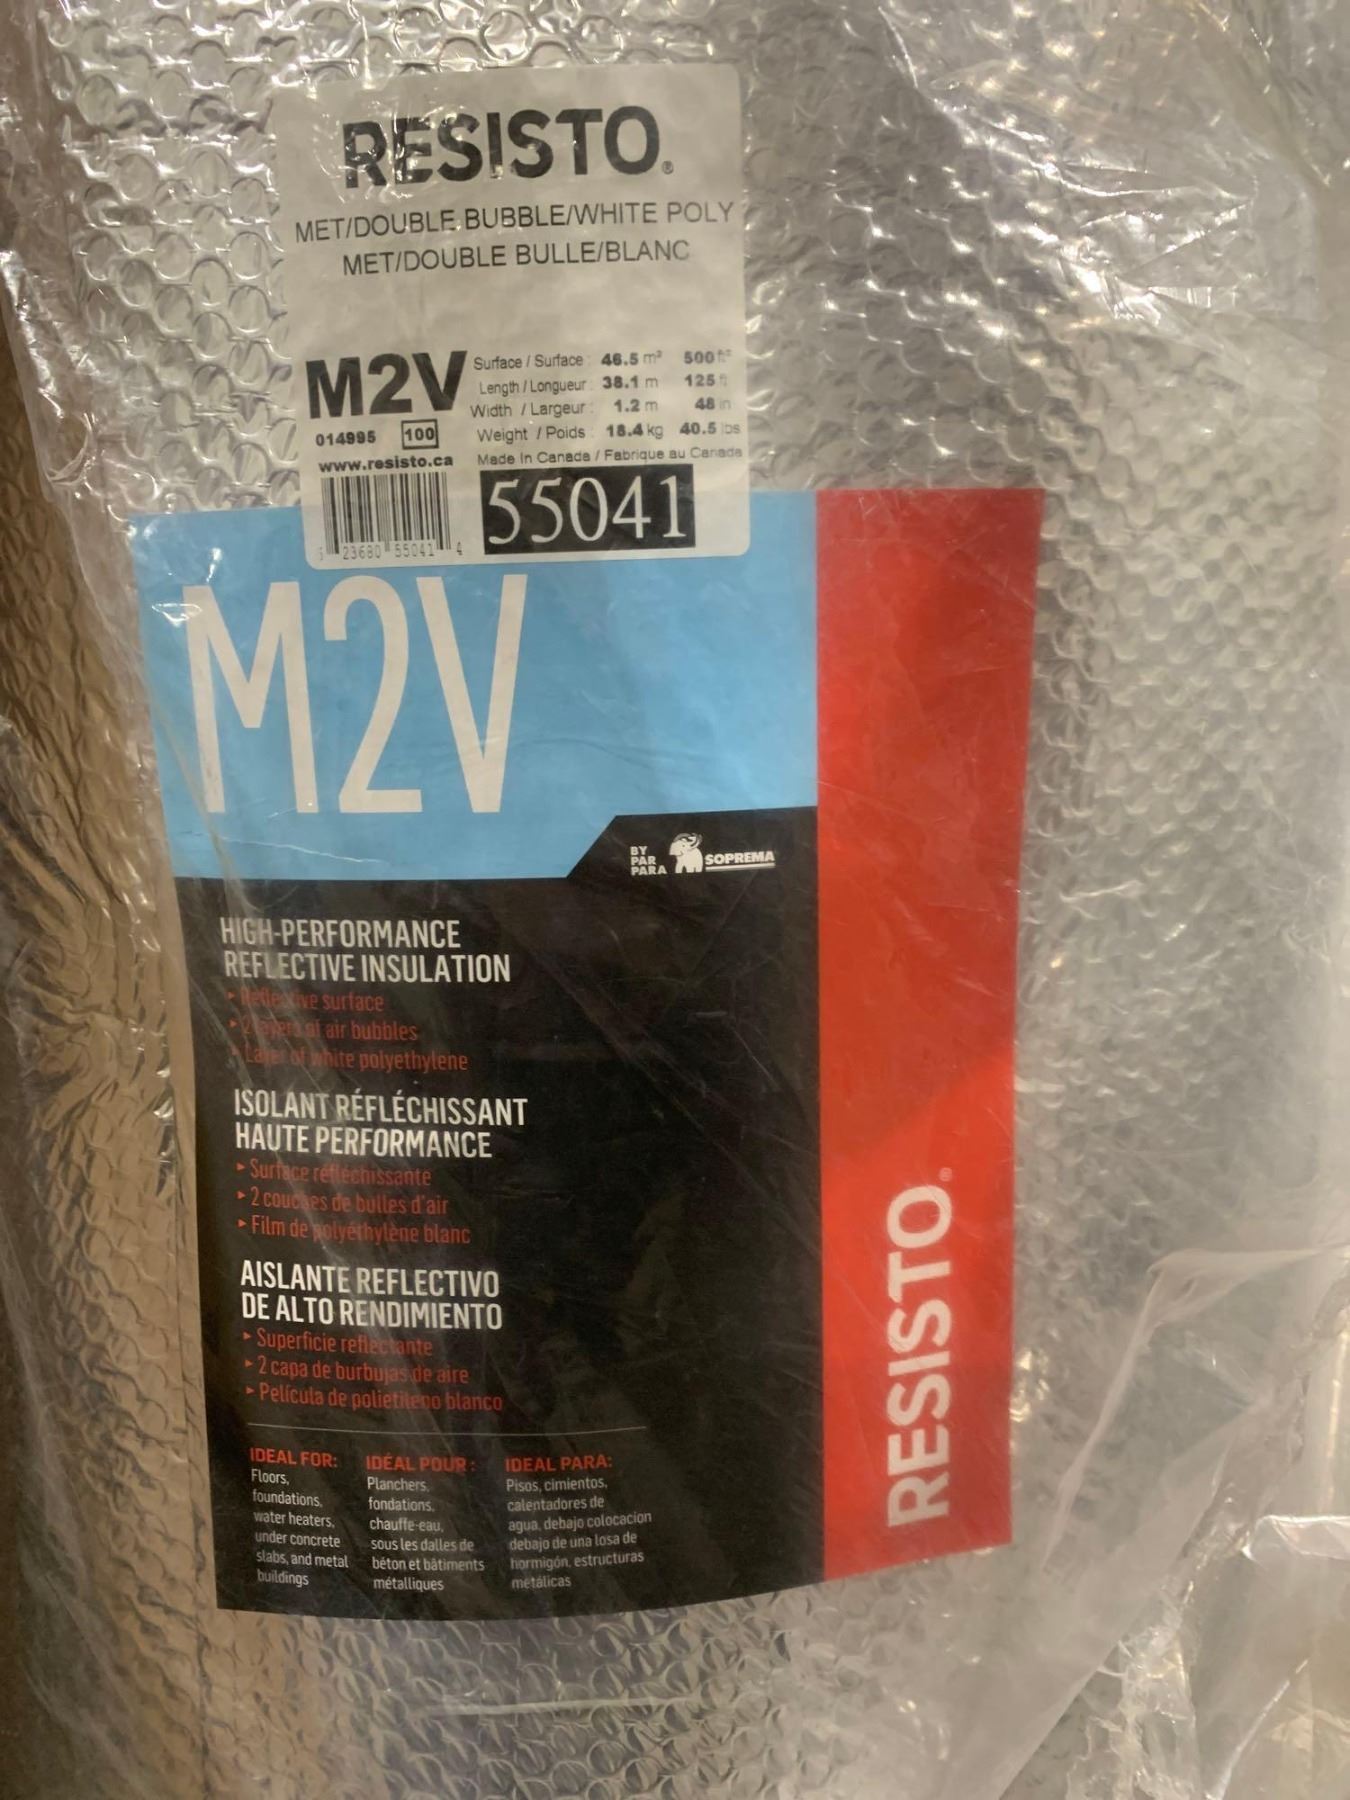 RESISTO®
MET/DOUBLE BUBBLE/WHITE POLY
MET/DOUBLE BULLE/BLANC
M2V
014995 100
www.resisto.ca
Surface / Surface : 46.5 m² 500 ft²
Length / Longueur : 38.1 m 125 ft
Width / Largeur : 1.2 m 48 in
Weight / Poids : 18.4 kg 40.5 lbs
Made In Canada / Fabrique au Canada
23680 55041 4
55041
M2V
BY
PAR
PARA
SOPREMA
HIGH-PERFORMANCE
REFLECTIVE INSULATION
▸ Reflective surface
▸ 2 layers of air bubbles
▸ Layer of white polyethylene
ISOLANT RÉFLÉCHISSANT
HAUTE PERFORMANCE
▸ Surface réfléchissante
▸ 2 couches de bulles d'air
▸ Film de polyéthylène blanc
AISLANTE REFLECTIVO
DE ALTO RENDIMIENTO
▸ Superficie reflectante
▸ 2 capa de burbujas de aire
▸ Película de polietileno blanco
IDEAL FOR:
Floors,
foundations,
water heaters,
under concrete
slabs, and metal
buildings
IDÉAL POUR :
Planchers,
fondations,
chauffe-eau,
sous les dalles de
béton et bâtiments
métalliques
IDEAL PARA:
Pisos, cimientos,
calentadores de
agua, debajo colocacion
debajo de una losa de
hormigón, estructuras
metálicas
RESISTO®